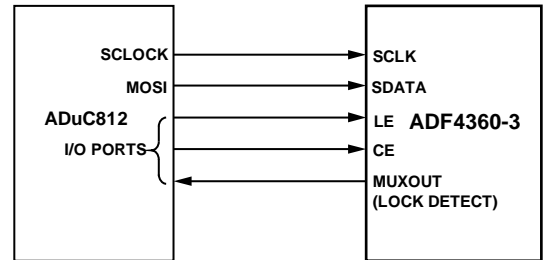 SCLOCK
MOSI
ADuC812
I/O PORTS
SCLK
SDATA
LE
ADF4360-3
CE
MUXOUT
(LOCK DETECT)